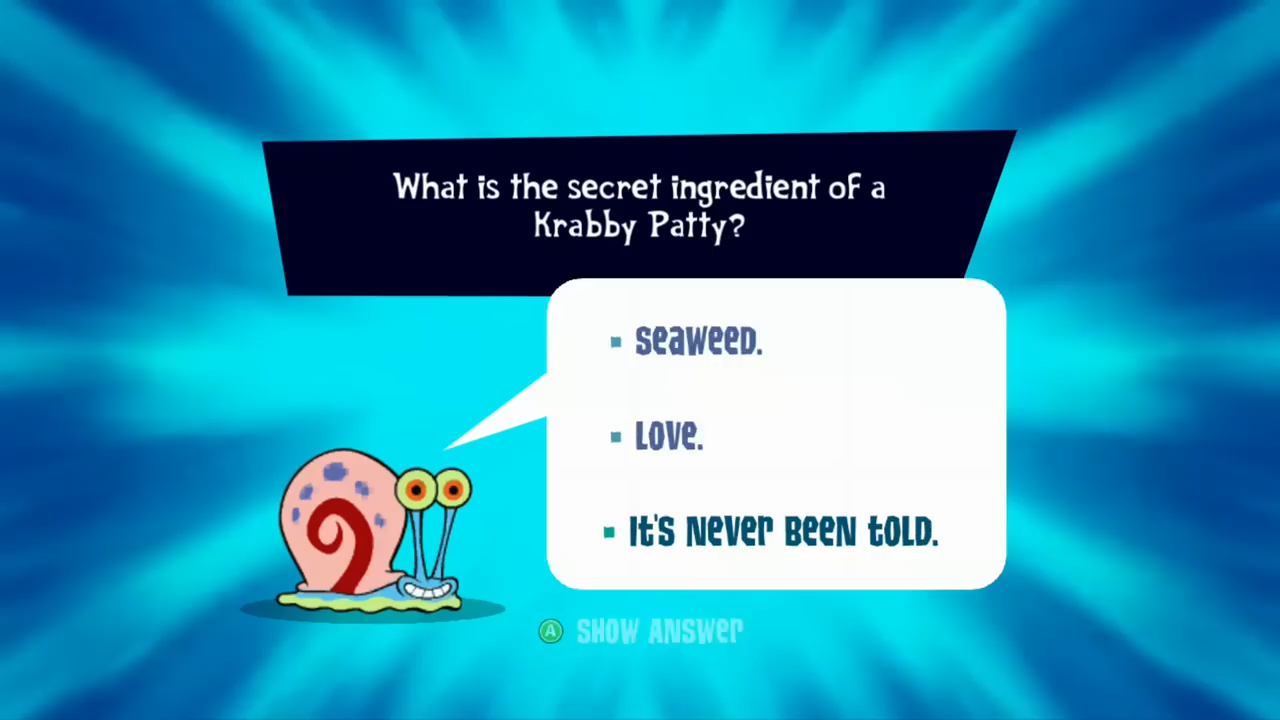 What is the secret ingredient of a
Krabby Patty?
Seaweed.
Love.
It's never been told.
A Show Answer